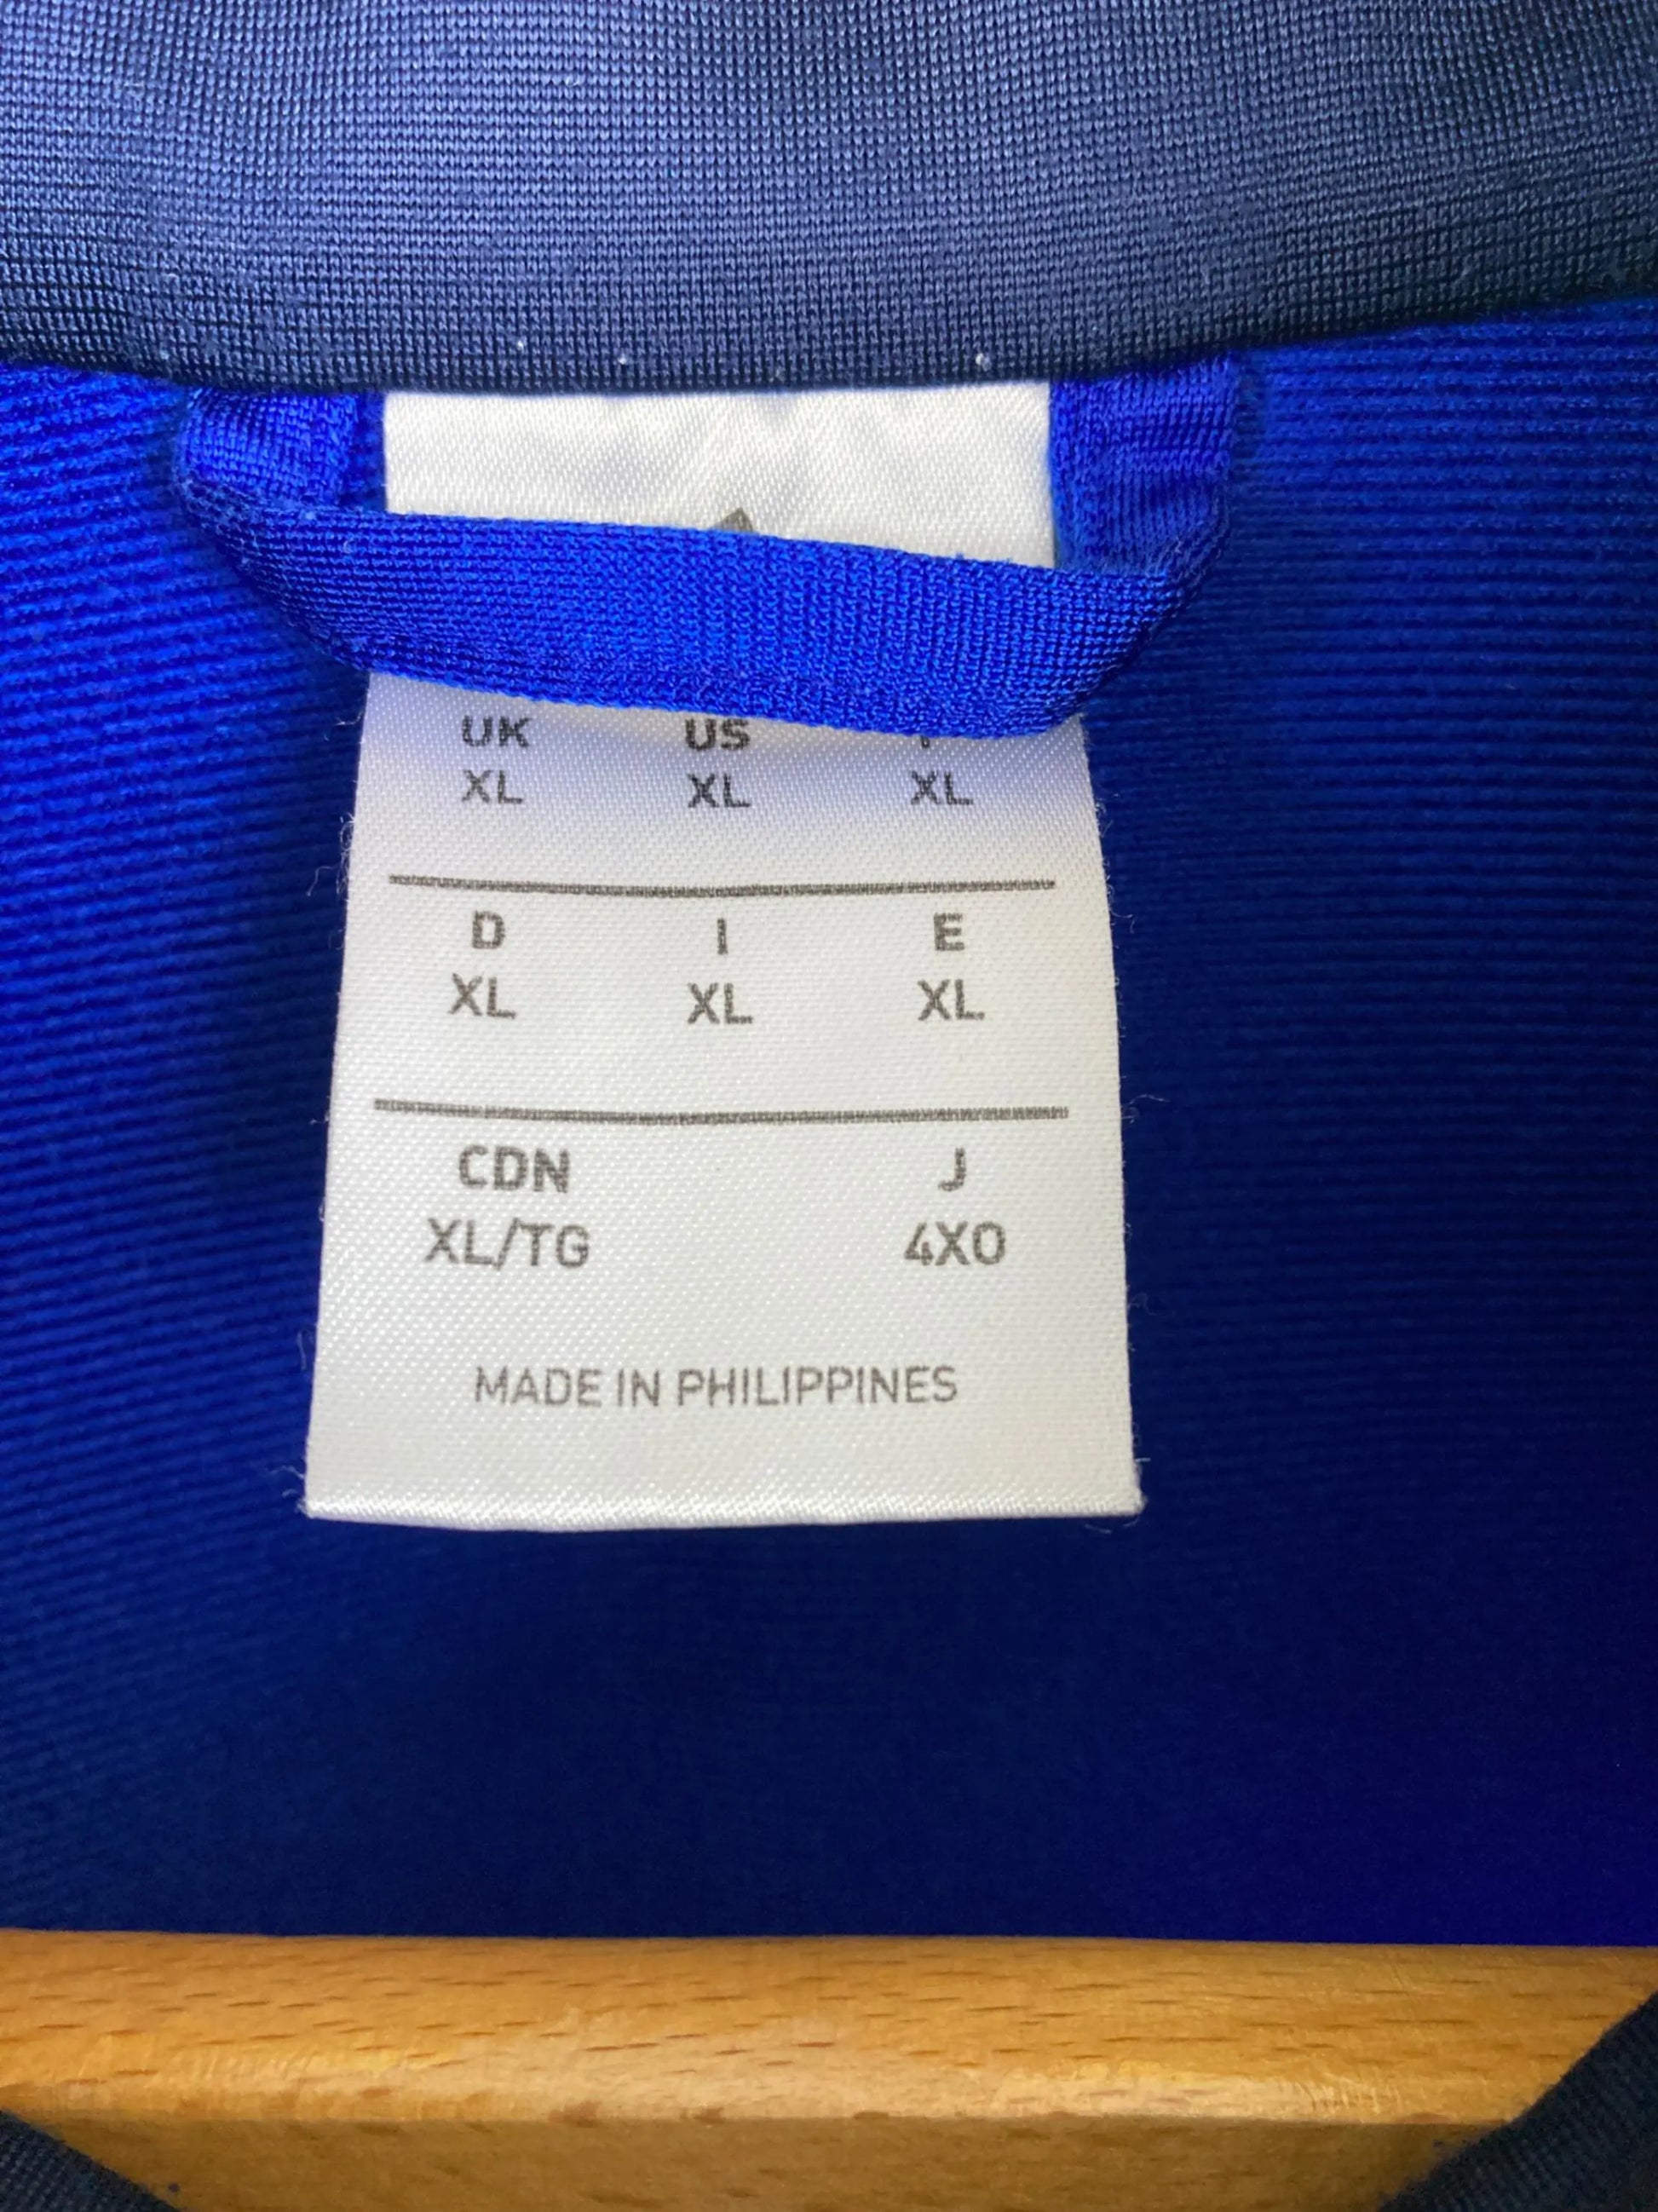 UK US
XL XL XL
D I E
XL XL XL
CDN J
XL/TG 4XO
MADE IN PHILIPPINES